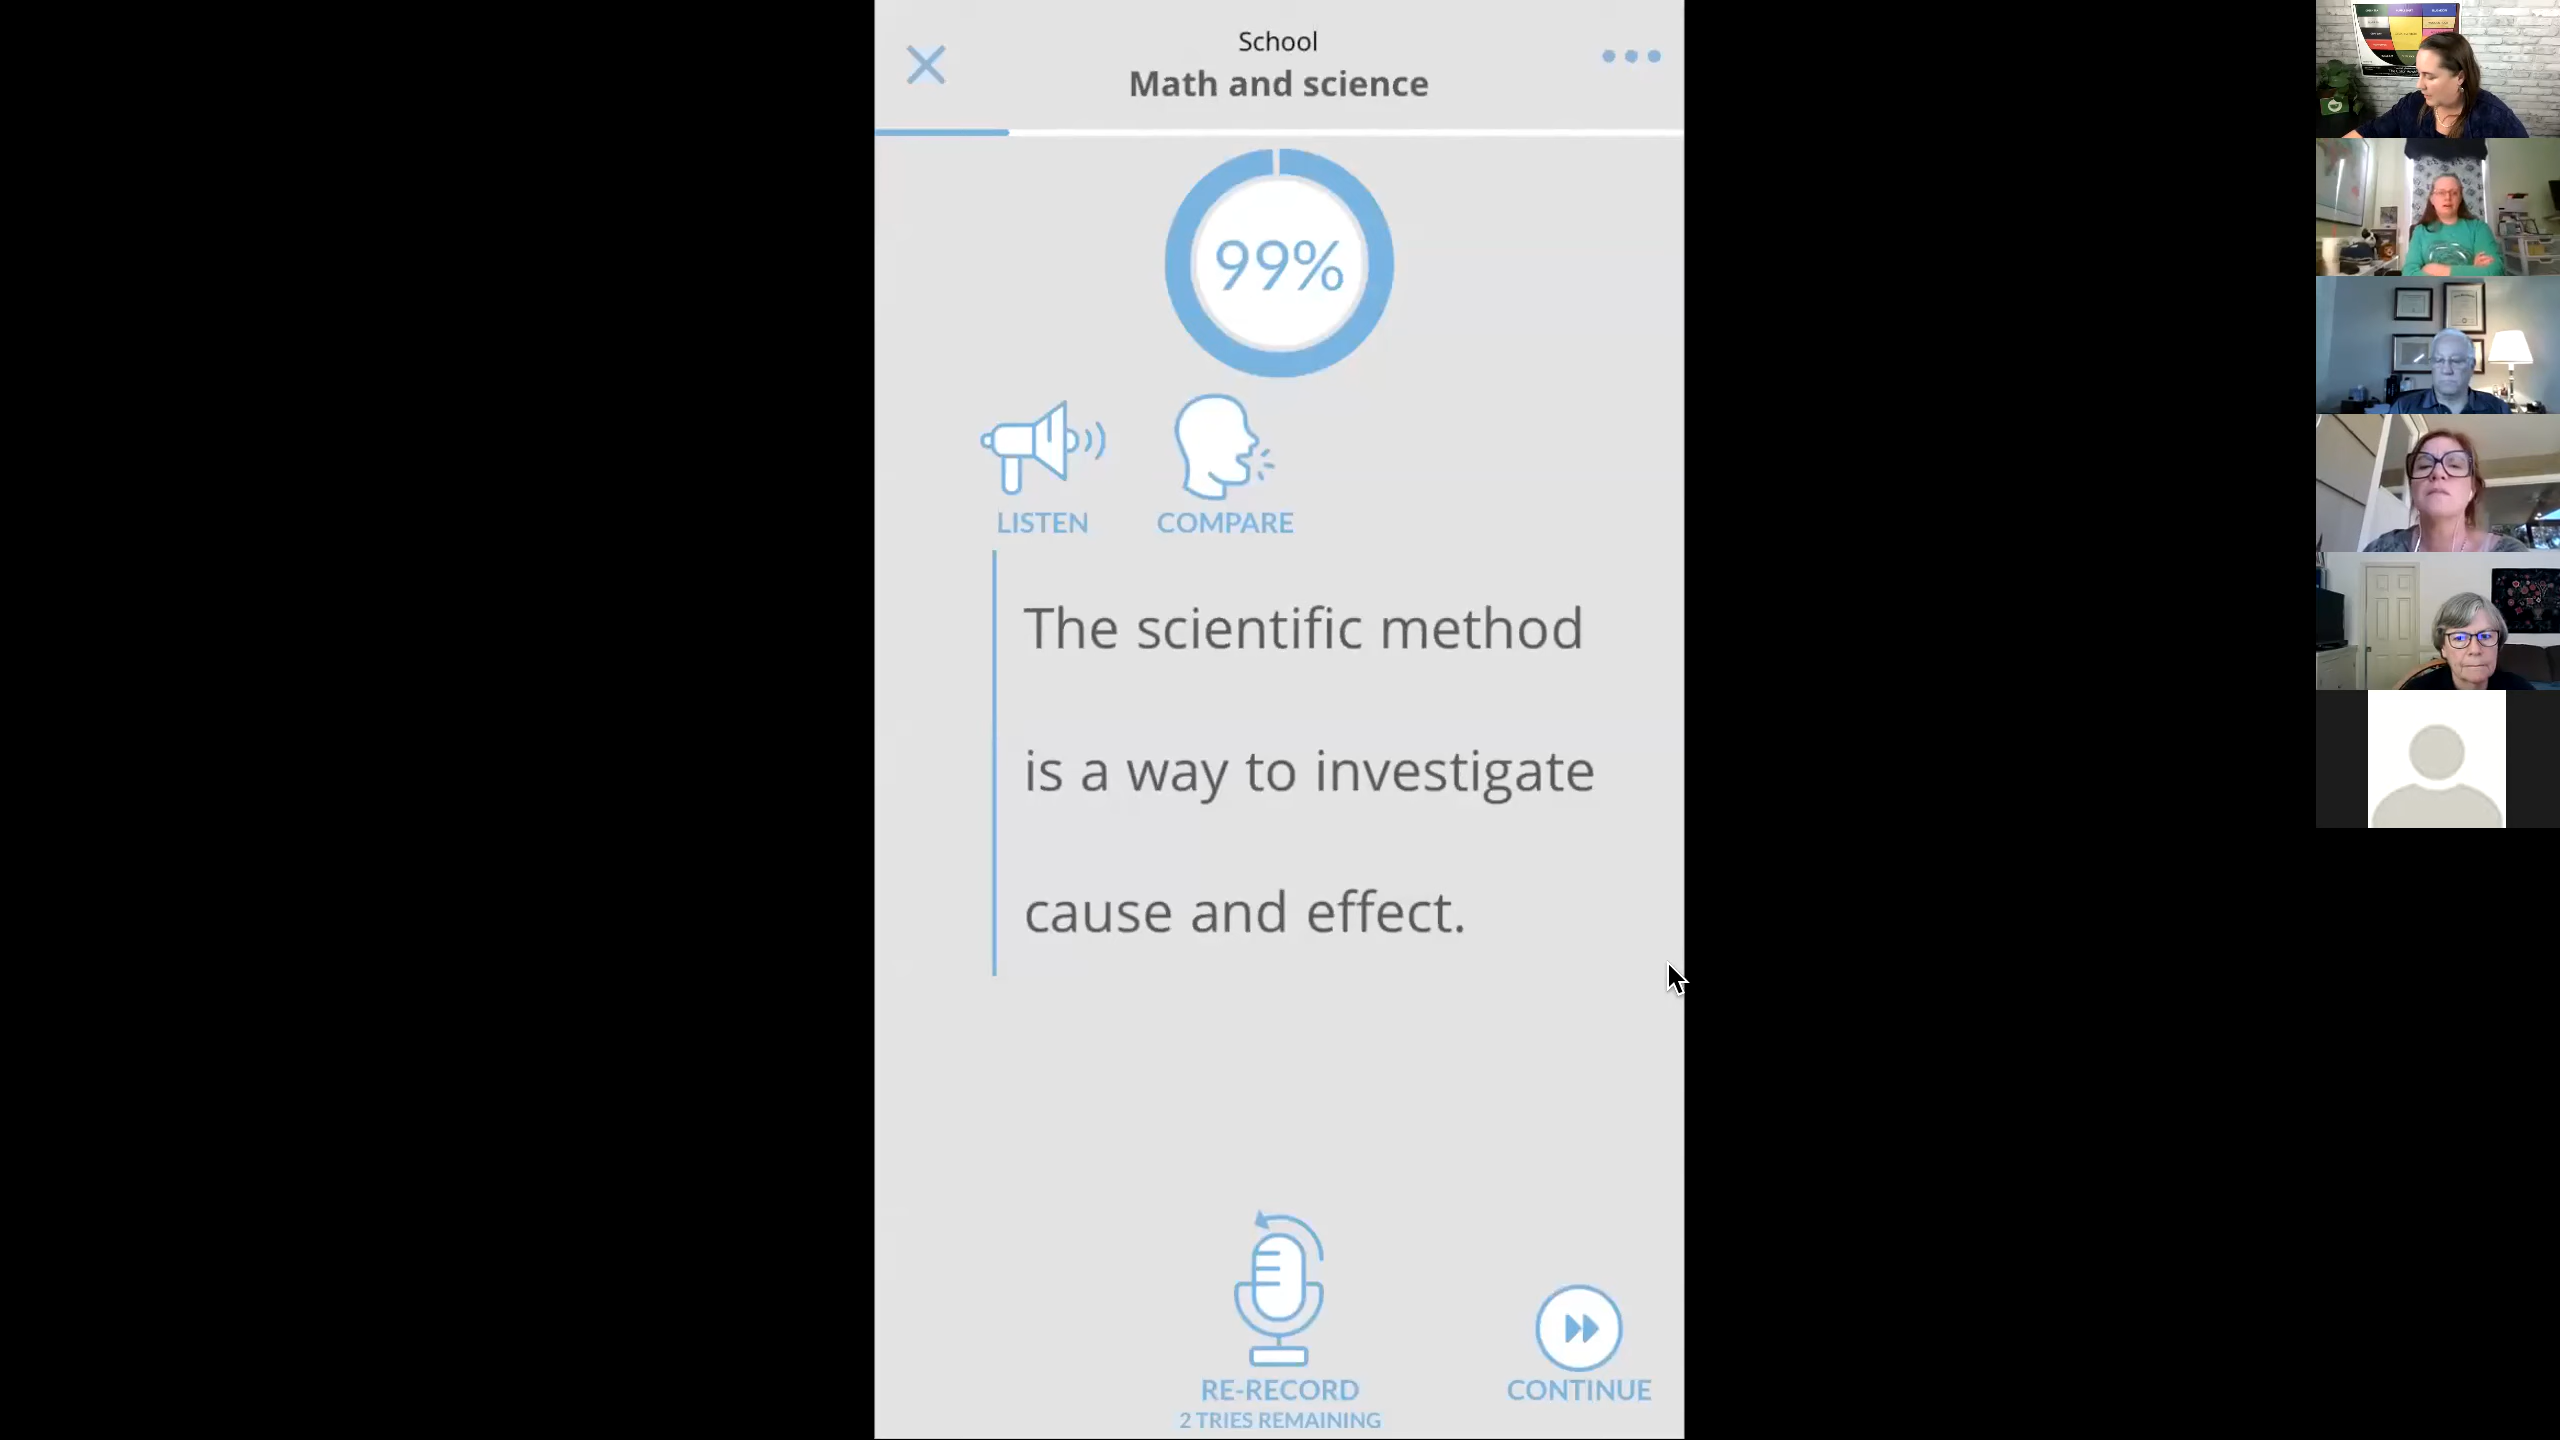 School
Math and science
99%
LISTEN
COMPARE
The scientific method
is a way to investigate
cause and effect.
RE-RECORD
2 TRIES REMAINING
CONTINUE